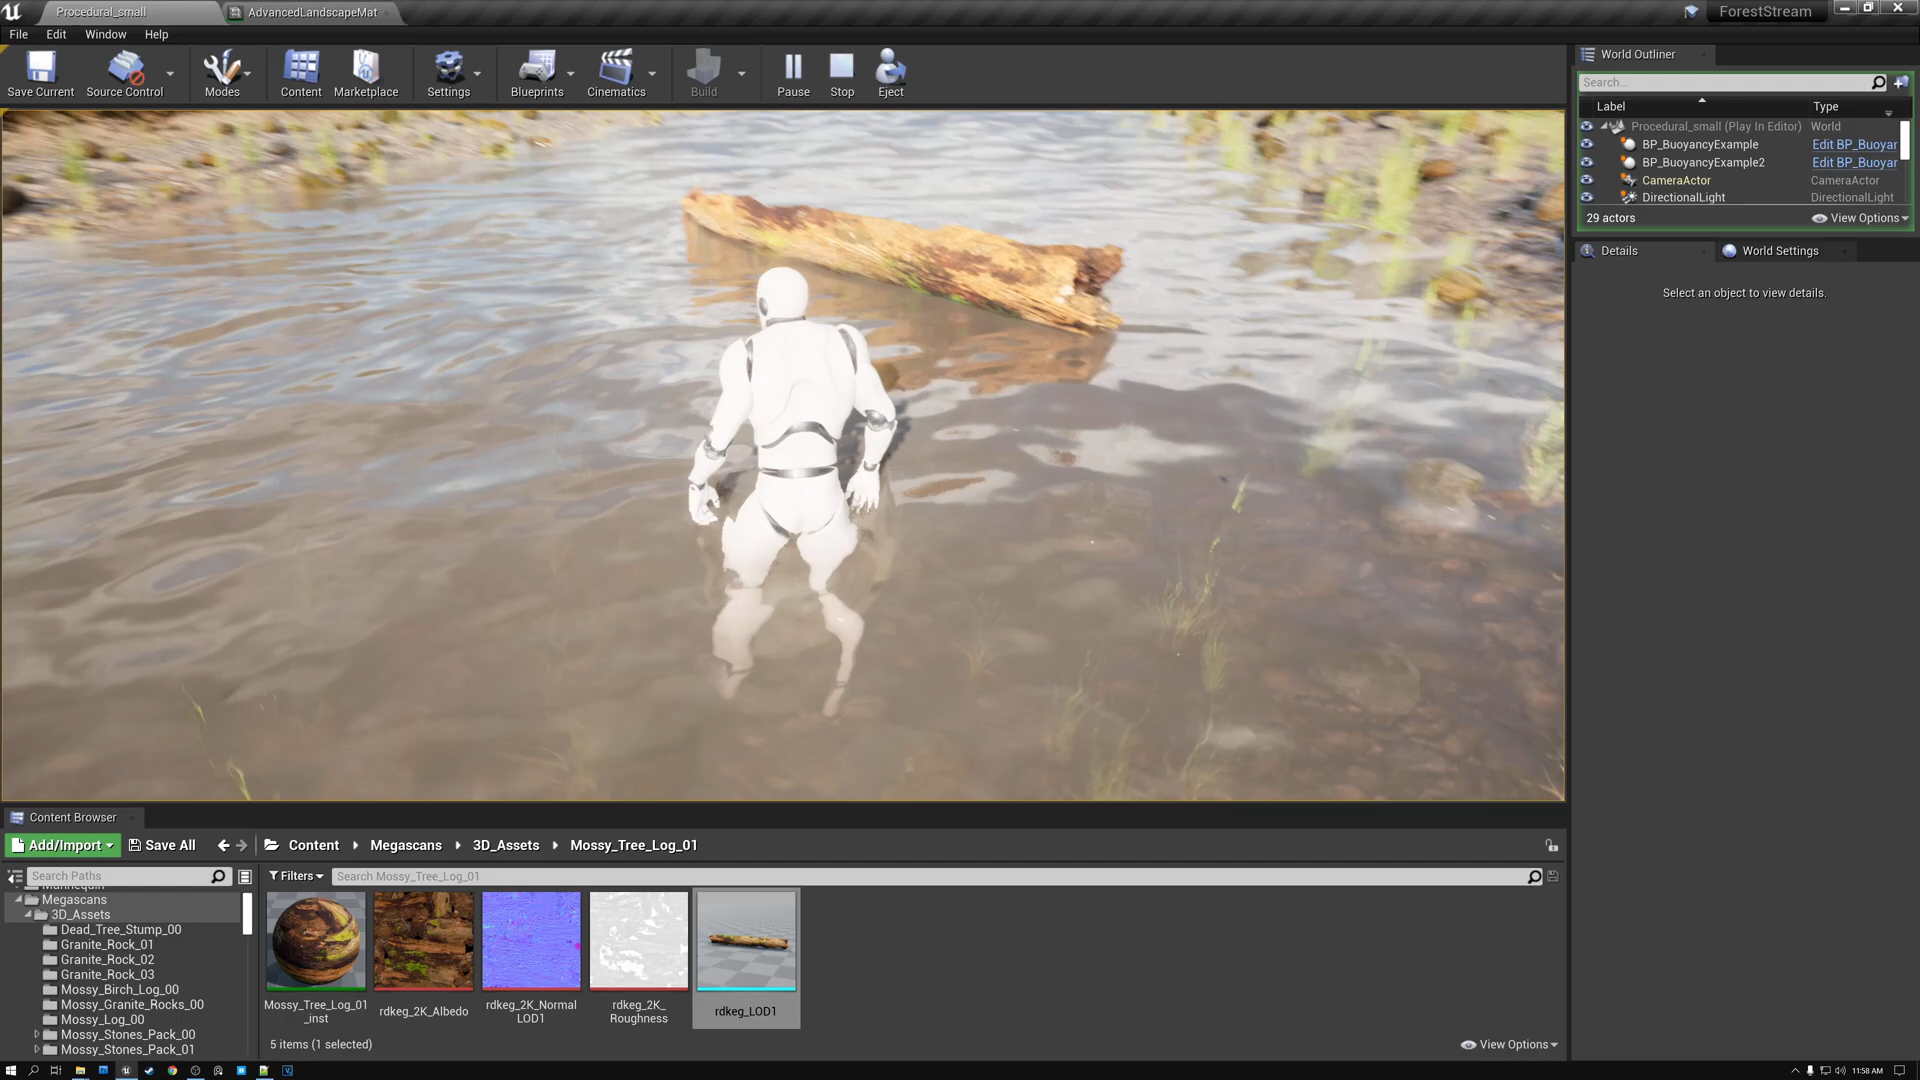 Procedural_small
AdvancedLandscapeMat
ForestStream
File Edit Window Help
Save Current
Source Control
Modes
Content
Marketplace
Settings
Blueprints
Cinematics
Build
Pause
Stop
Eject
World Outliner
Search...
Label Type
Procedural_small (Play In Editor) World
BP_BuoyancyExample Edit BP_Buoyar
BP_BuoyancyExample2 Edit BP_Buoyar
CameraActor CameraActor
DirectionalLight DirectionalLight
29 actors View Options
Details World Settings
Select an object to view details.
Content Browser
Add/Import Save All Content Megascans 3D_Assets Mossy_Tree_Log_01
Search Paths
Filters Search Mossy_Tree_Log_01
Mannequin
Megascans
3D_Assets
Dead_Tree_Stump_00
Granite_Rock_01
Granite_Rock_02
Granite_Rock_03
Mossy_Birch_Log_00
Mossy_Granite_Rocks_00
Mossy_Log_00
Mossy_Stones_Pack_00
Mossy_Stones_Pack_01
Mossy_Tree_Log_01
_inst
rdkeg_2K_Albedo
rdkeg_2K_Normal
LOD1
rdkeg_2K_
Roughness
rdkeg_LOD1
5 items (1 selected) View Options
11:58 AM